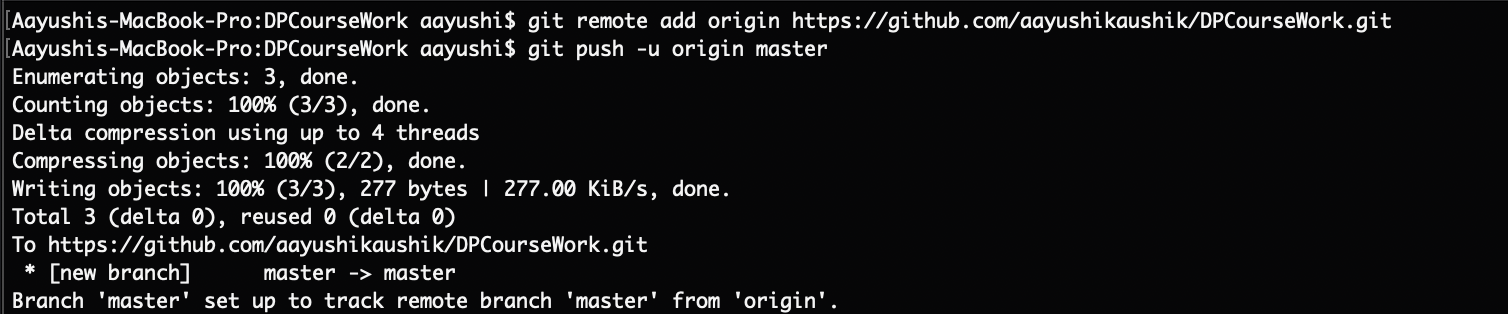 [Aayushis-MacBook-Pro:DPCourseWork aayushi$ git remote add origin https://github.com/aayushikaushik/DPCourseWork.git
[Aayushis-MacBook-Pro:DPCourseWork aayushi$ git push -u origin master
Enumerating objects: 3, done.
Counting objects: 100% (3/3), done.
Delta compression using up to 4 threads
Compressing objects: 100% (2/2), done.
Writing objects: 100% (3/3), 277 bytes | 277.00 KiB/s, done.
Total 3 (delta 0), reused 0 (delta 0)
To https://github.com/aayushikaushik/DPCourseWork.git
 * [new branch]      master -> master
Branch 'master' set up to track remote branch 'master' from 'origin'.